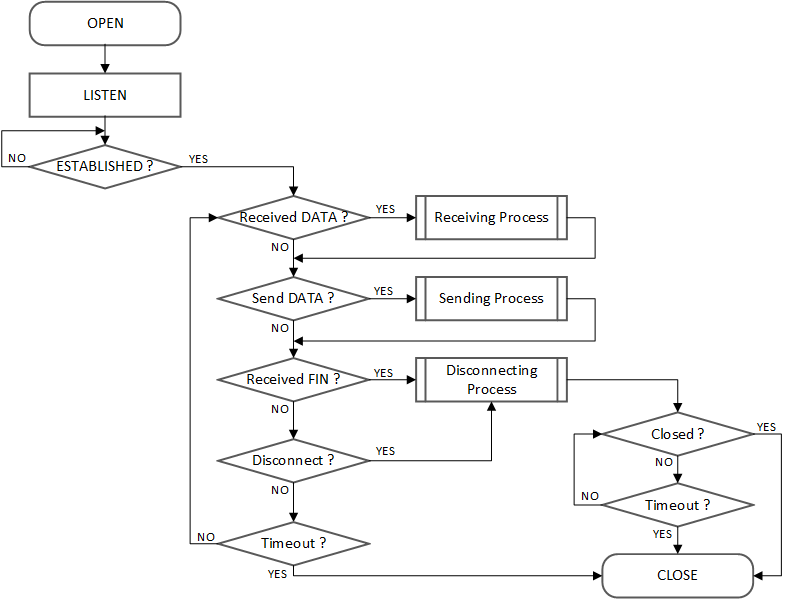 OPEN
LISTEN
NO
ESTABLISHED ?
YES
Received DATA ?
YES
Receiving Process
NO
Send DATA ?
YES
Sending Process
NO
Received FIN ?
YES
Disconnecting
Process
NO
Disconnect ?
YES
NO
Closed ?
YES
NO
Timeout ?
NO
YES
NO
Timeout ?
YES
CLOSE